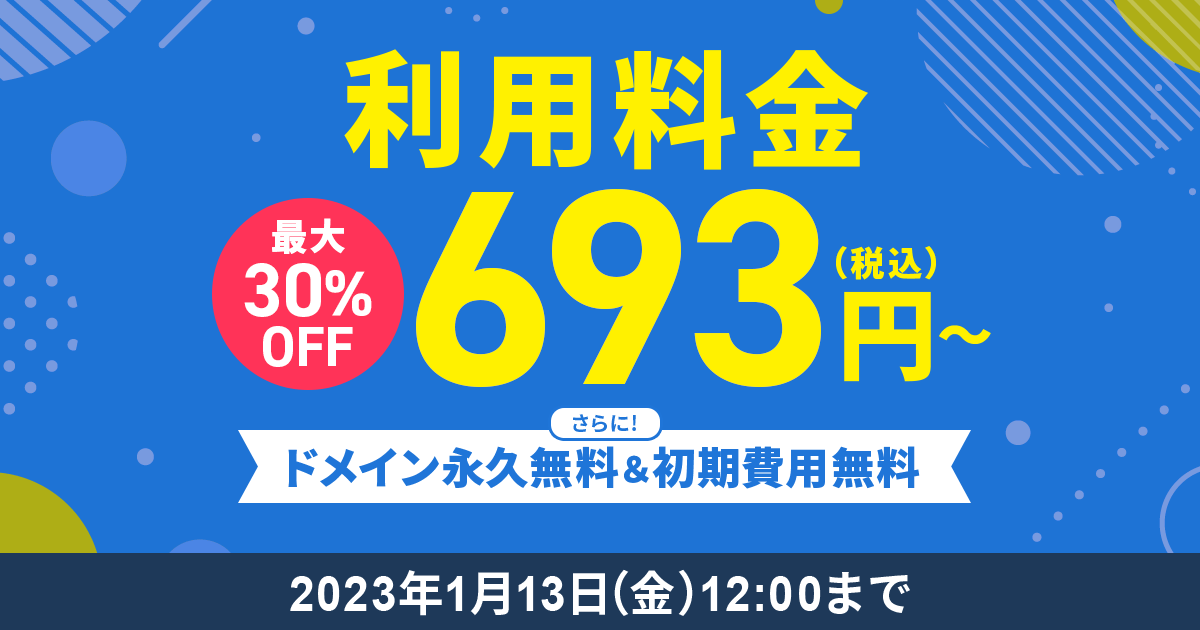 利用料金
最大
30%
OFF
693
(税込)
円~
さらに!
ドメイン永久無料&初期費用無料
2023年1月13日(金)12:00まで